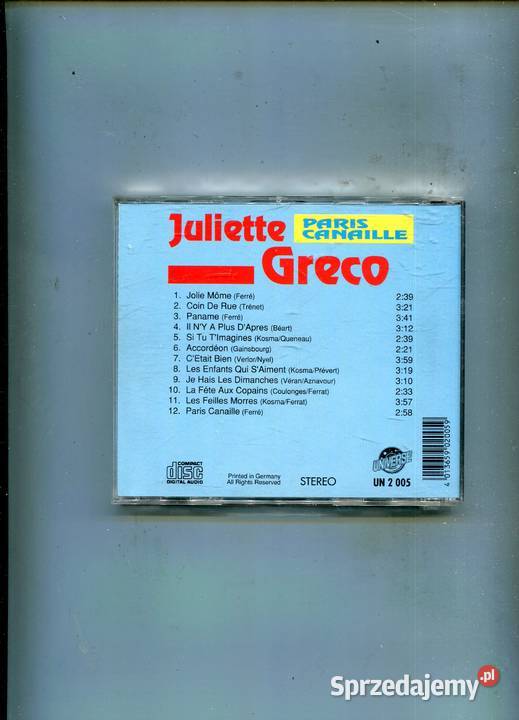 Juliette
PARIS
CANAILLE
Greco
1. Jolie Môme (Ferré) 2:39
2. Coin De Rue (Trénet) 3:21
3. Paname (Ferré) 3:41
4. Il N'Y A Plus D'Apres (Béart) 3:12
5. Si Tu T'Imagines (Kosma/Queneau) 2:39
6. Accordéon (Gainsbourg) 2:21
7. C'Etait Bien (Verlor/Nyel) 3:59
8. Les Enfants Qui S'Aiment (Kosma/Prévert) 3:19
9. Je Hais Les Dimanches (Véran/Aznavour) 3:10
10. La Fête Aux Copains (Coulonges/Ferrat) 2:33
11. Les Feilles Morres (Kosma/Ferrat) 3:57
12. Paris Canaille (Ferré) 2:58
COMPACT
disc
DIGITAL AUDIO
Printed in Germany
All Rights Reserved
STEREO
UNIVERSE
UN 2 005
4 013659 020059
Sprzedajemy.pl